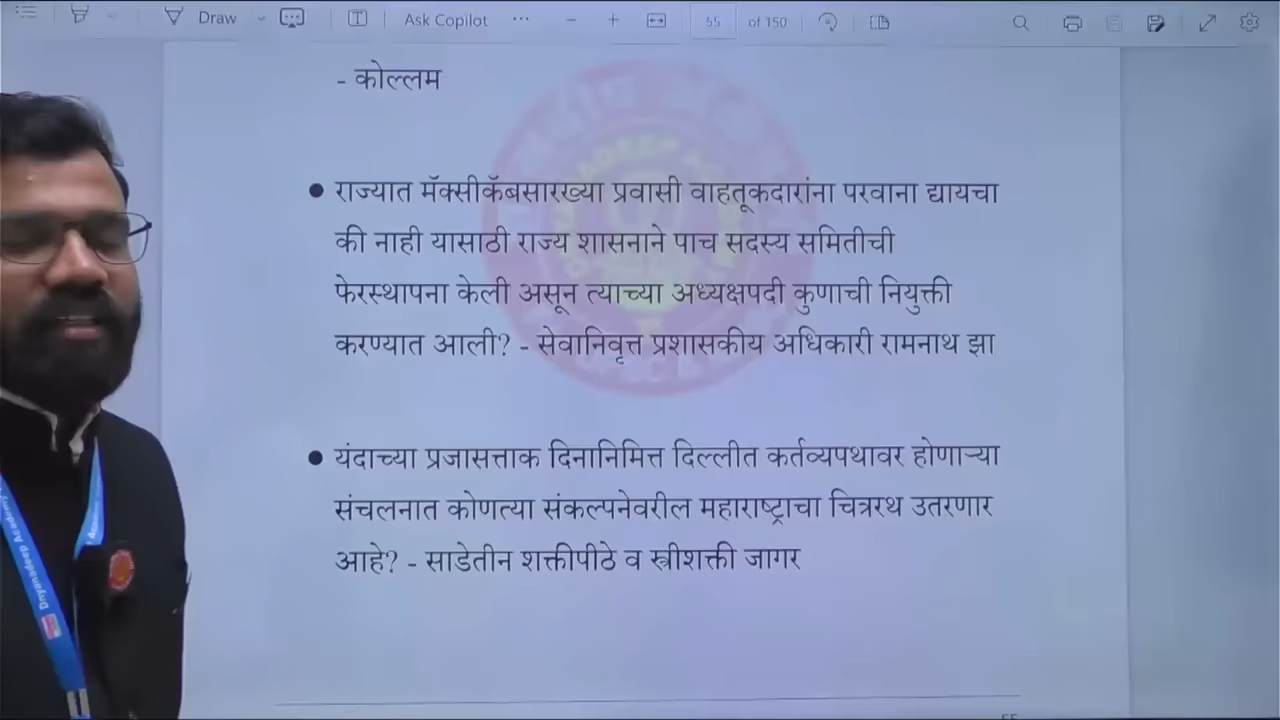 Draw
T
Ask Copilot
55
of 150
- कोल्लम
● राज्यात मॅक्सीकॅबसारख्या प्रवासी वाहतूकदारांना परवाना द्यायचा
की नाही यासाठी राज्य शासनाने पाच सदस्य समितीची
फेरस्थापना केली असून त्याच्या अध्यक्षपदी कुणाची नियुक्ती
करण्यात आली? - सेवानिवृत्त प्रशासकीय अधिकारी रामनाथ झा
● यंदाच्या प्रजासत्ताक दिनानिमित्त दिल्लीत कर्तव्यपथावर होणाऱ्या
संचलनात कोणत्या संकल्पनेवरील महाराष्ट्राचा चित्ररथ उतरणार
आहे? - साडेतीन शक्तीपीठे व स्त्रीशक्ती जागर
Dnyanadeep Academy